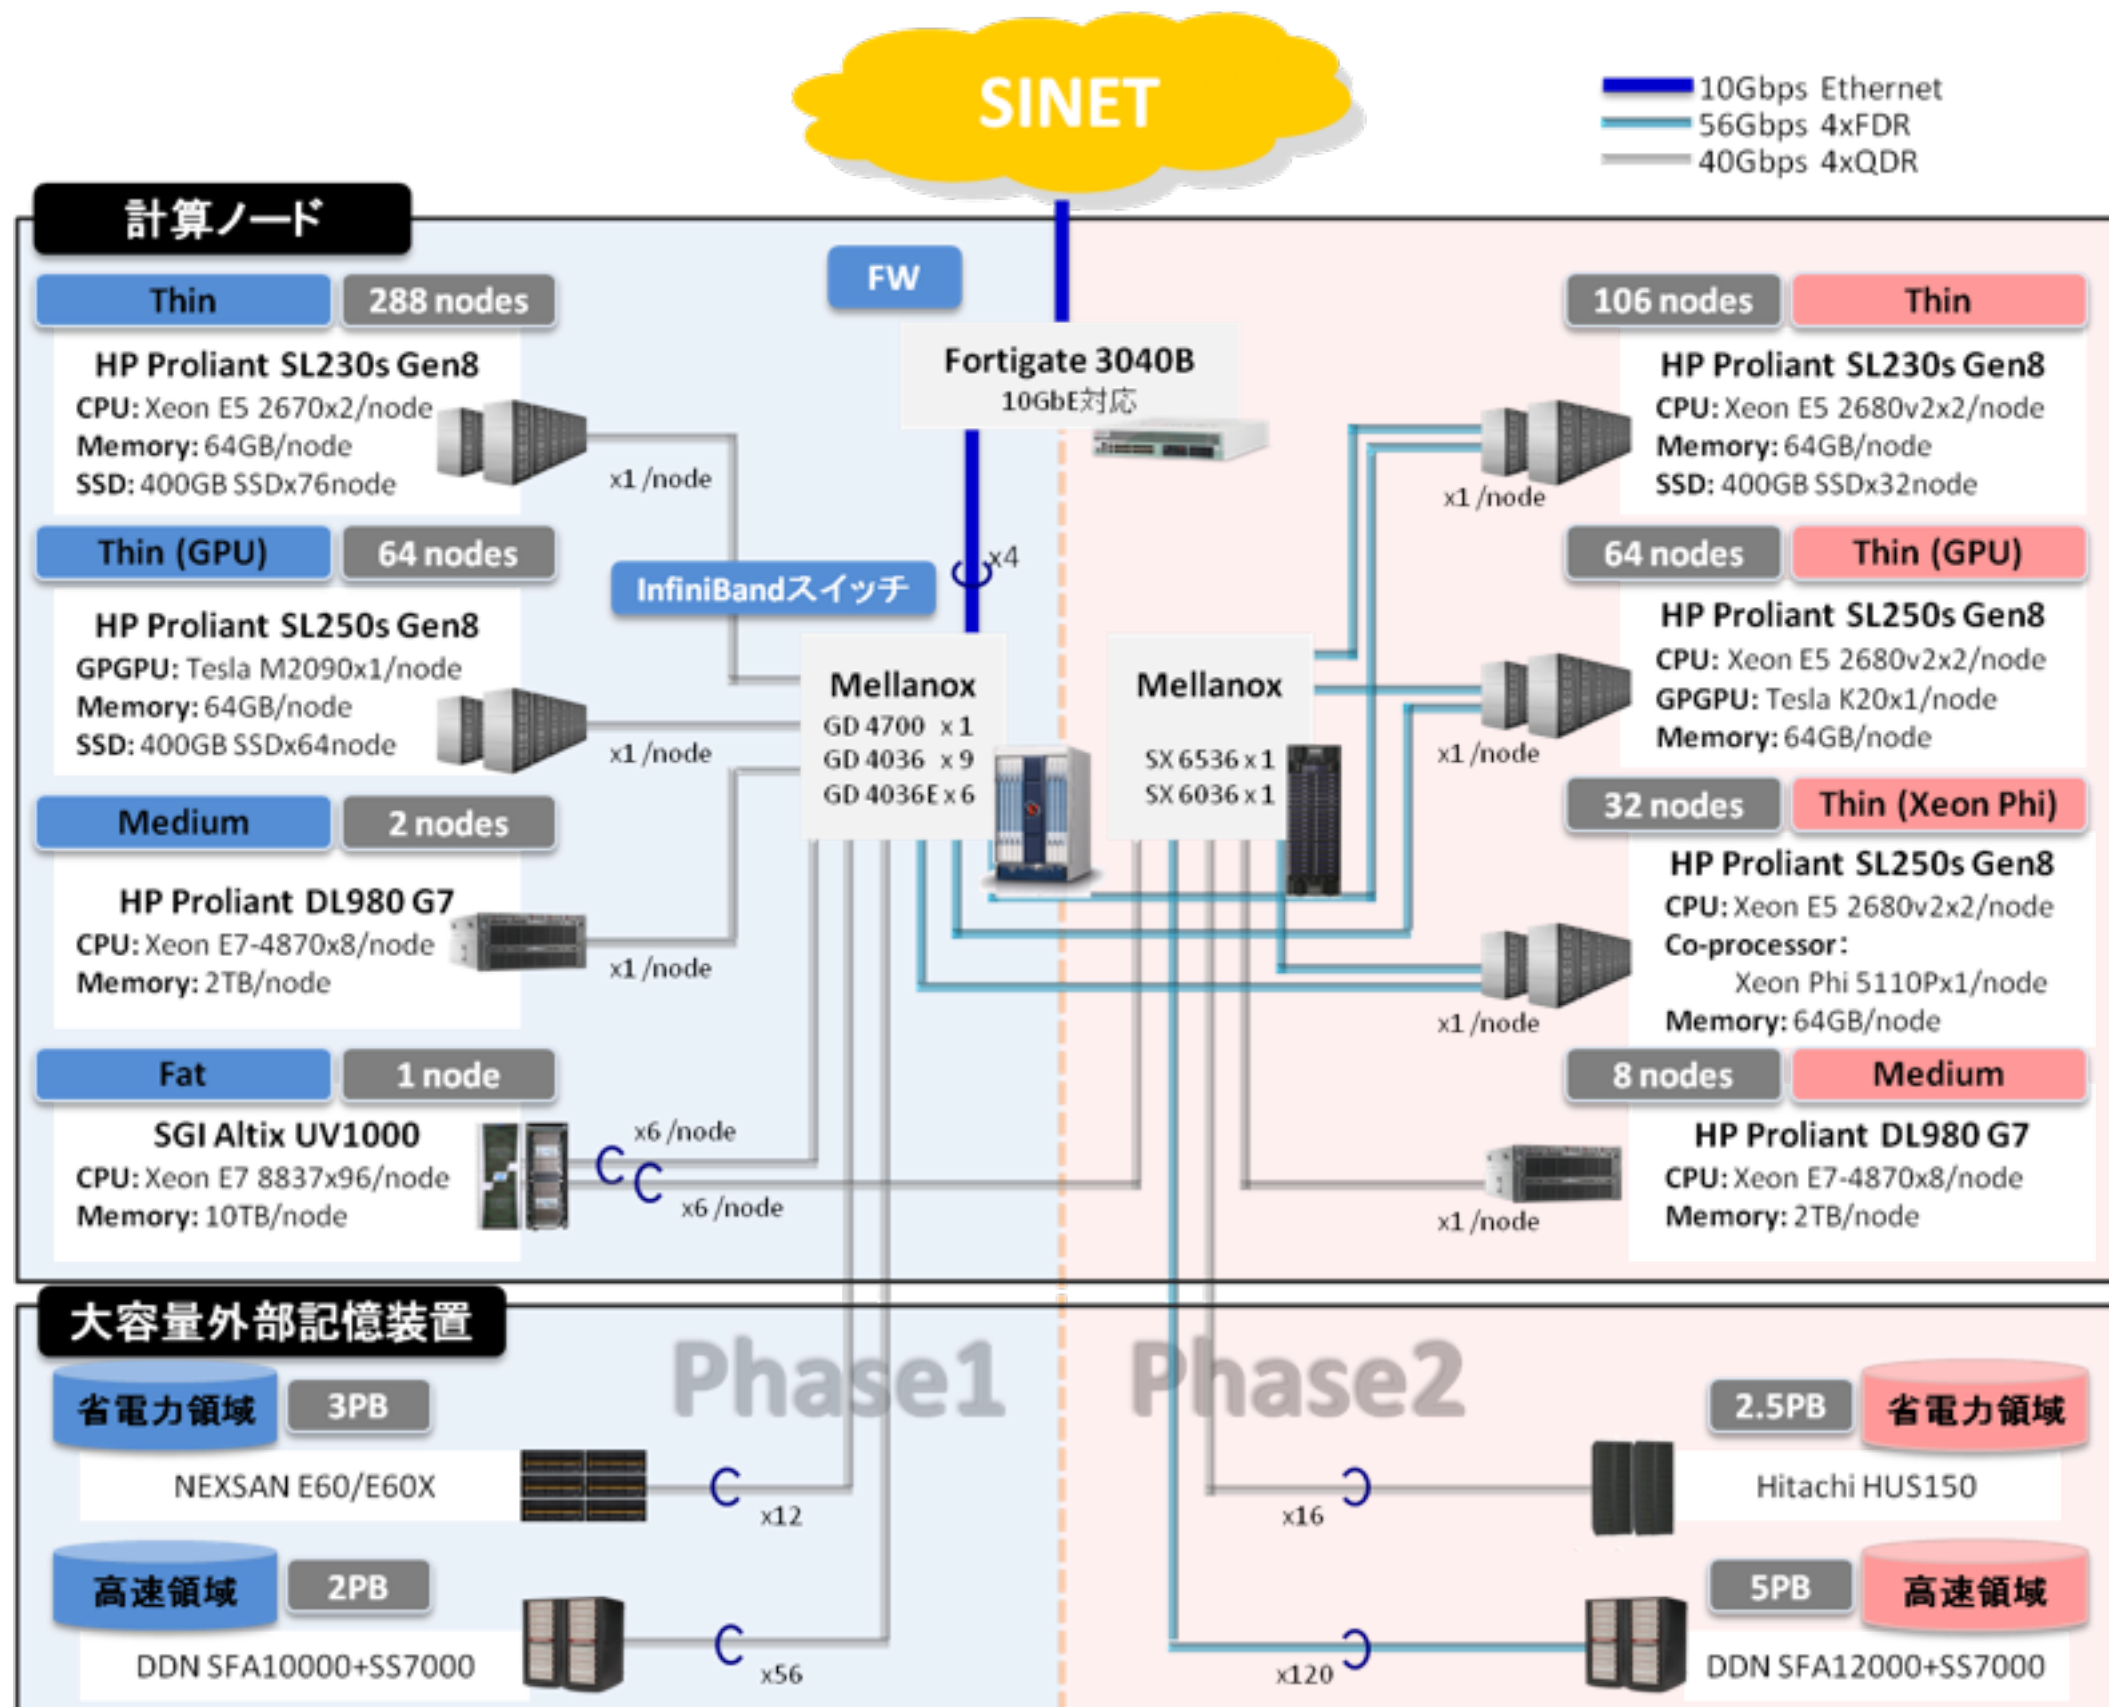 SINET
10Gbps Ethernet
56Gbps 4xFDR
40Gbps 4xQDR
計算ノード
Thin
288 nodes
HP Proliant SL230s Gen8
CPU: Xeon E5 2670x2/node
Memory: 64GB/node
SSD: 400GB SSDx76node
x1 /node
Thin (GPU)
64 nodes
HP Proliant SL250s Gen8
GPGPU: Tesla M2090x1/node
Memory: 64GB/node
SSD: 400GB SSDx64node
x1 /node
Medium
2 nodes
HP Proliant DL980 G7
CPU: Xeon E7-4870x8/node
Memory: 2TB/node
x1 /node
Fat
1 node
SGI Altix UV1000
CPU: Xeon E7 8837x96/node
Memory: 10TB/node
x6 /node
x6 /node
FW
Fortigate 3040B
10GbE対応
x4
InfiniBandスイッチ
Mellanox
GD 4700 x 1
GD 4036 x 9
GD 4036E x 6
Mellanox
SX 6536 x 1
SX 6036 x 1
106 nodes
Thin
HP Proliant SL230s Gen8
CPU: Xeon E5 2680v2x2/node
Memory: 64GB/node
SSD: 400GB SSDx32node
x1 /node
64 nodes
Thin (GPU)
HP Proliant SL250s Gen8
CPU: Xeon E5 2680v2x2/node
GPGPU: Tesla K20x1/node
Memory: 64GB/node
x1 /node
32 nodes
Thin (Xeon Phi)
HP Proliant SL250s Gen8
CPU: Xeon E5 2680v2x2/node
Co-processor:
Xeon Phi 5110Px1/node
Memory: 64GB/node
x1 /node
8 nodes
Medium
HP Proliant DL980 G7
CPU: Xeon E7-4870x8/node
Memory: 2TB/node
x1 /node
大容量外部記憶装置
Phase1
Phase2
省電力領域
3PB
NEXSAN E60/E60X
x12
高速領域
2PB
DDN SFA10000+SS7000
x56
2.5PB
省電力領域
Hitachi HUS150
x16
5PB
高速領域
DDN SFA12000+SS7000
x120